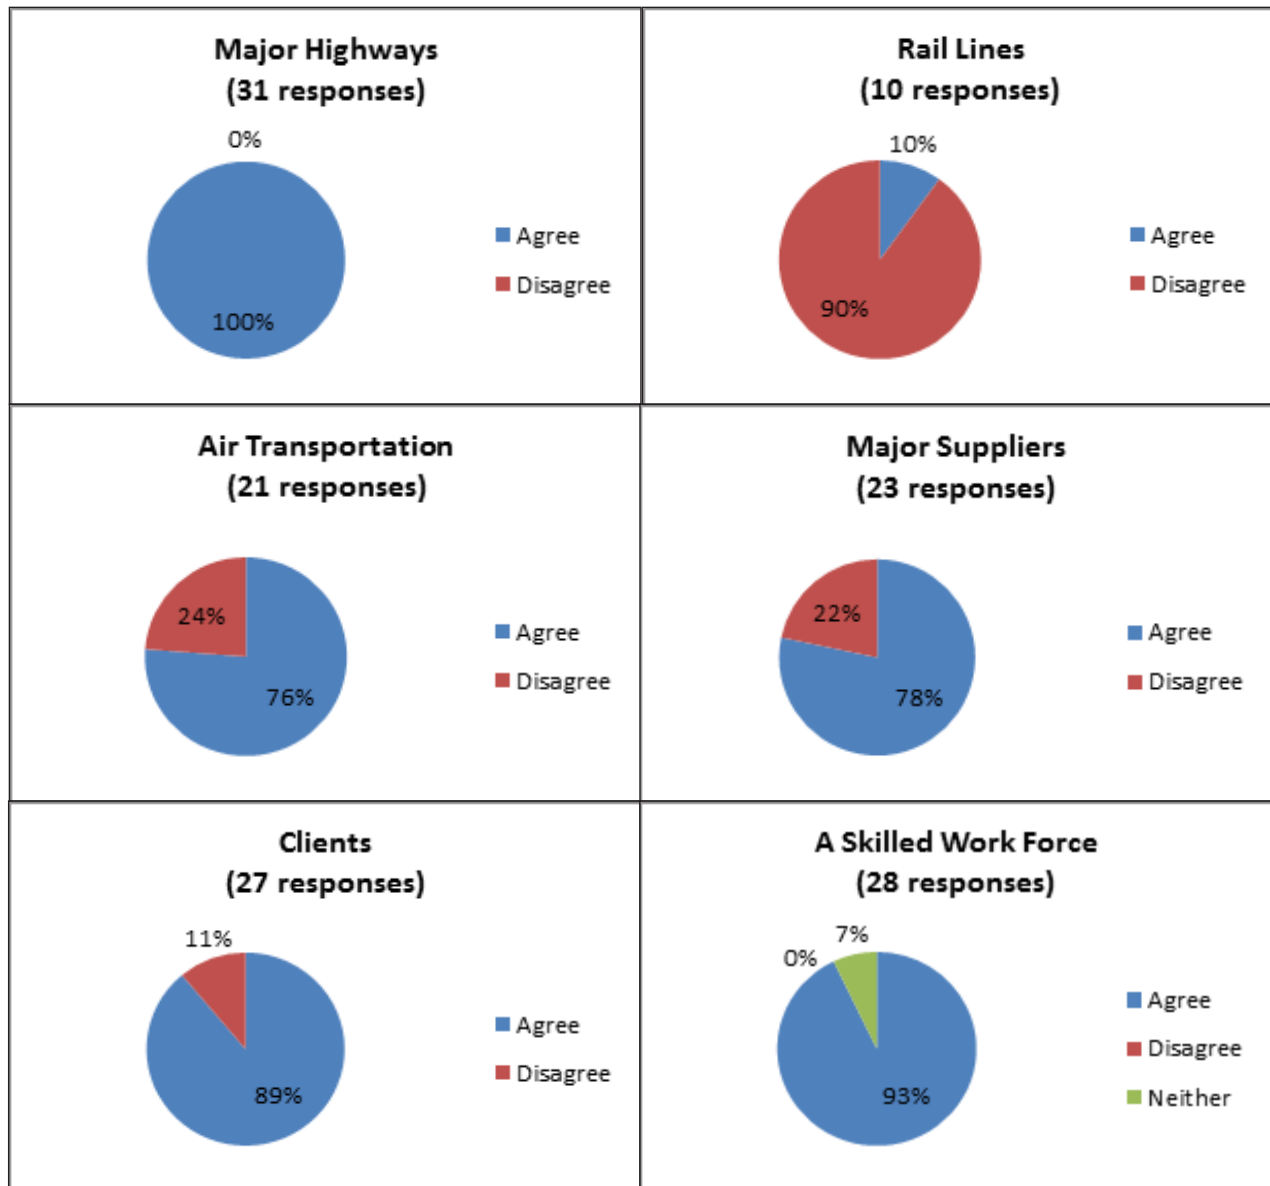 Major Highways
(31 responses)
0%
100%
Agree
Disagree
Rail Lines
(10 responses)
10%
90%
Agree
Disagree
Air Transportation
(21 responses)
24%
76%
Agree
Disagree
Major Suppliers
(23 responses)
22%
78%
Agree
Disagree
Clients
(27 responses)
11%
89%
Agree
Disagree
A Skilled Work Force
(28 responses)
7%
0%
93%
Agree
Disagree
Neither